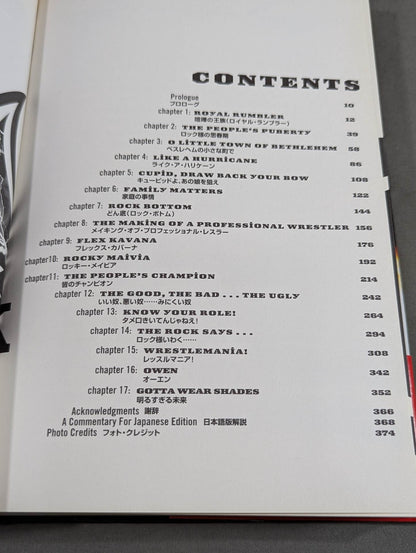 CONTENTS
Prologue
プロローグ 10
chapter 1: ROYAL RUMBLER
喧嘩の王族(ロイヤル・ランブラー) 12
chapter 2: THE PEOPLE'S PUBERTY
ロック様の思春期 39
chapter 3: O LITTLE TOWN OF BETHLEHEM
ベスレヘムの小さな町で 58
chapter 4: LIKE A HURRICANE
ライク・ア・ハリケーン 86
chapter 5: CUPID, DRAW BACK YOUR BOW
キューピッドよ、あの娘を狙え 108
chapter 6: FAMILY MATTERS
家庭の事情 122
chapter 7: ROCK BOTTOM
どん底(ロック・ボトム) 144
chapter 8: THE MAKING OF A PROFESSIONAL WRESTLER
メイキング・オブ・プロフェッショナル・レスラー 156
chapter 9: FLEX KAVANA
フレックス・カバーナ 176
chapter10: ROCKY MAIVIA
ロッキー・メイビア 192
chapter11: THE PEOPLE'S CHAMPION
皆のチャンピオン 214
chapter 12: THE GOOD, THE BAD . . . THE UGLY
いい奴、悪い奴……みにくい奴 242
chapter 13: KNOW YOUR ROLE!
タメ口きいてんじゃねえ! 264
chapter 14: THE ROCK SAYS . . .
ロック様いわく…… 294
chapter 15: WRESTLEMANIA!
レッスルマニア! 308
chapter 16: OWEN
オーエン 342
chapter 17: GOTTA WEAR SHADES
明るすぎる未来 352
Acknowledgments 謝辞 366
A Commentary For Japanese Edition 日本語版解説 368
Photo Credits フォト・クレジット 374